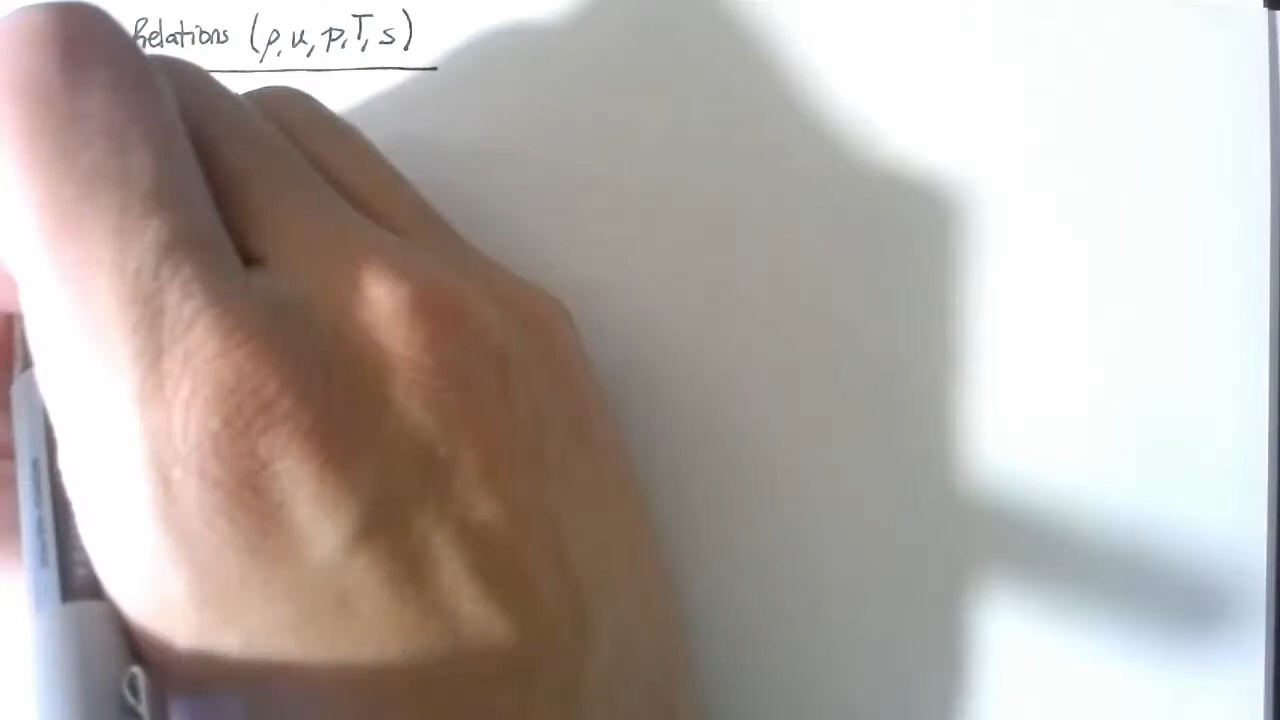 Relations (ρ, u, p, T, s)